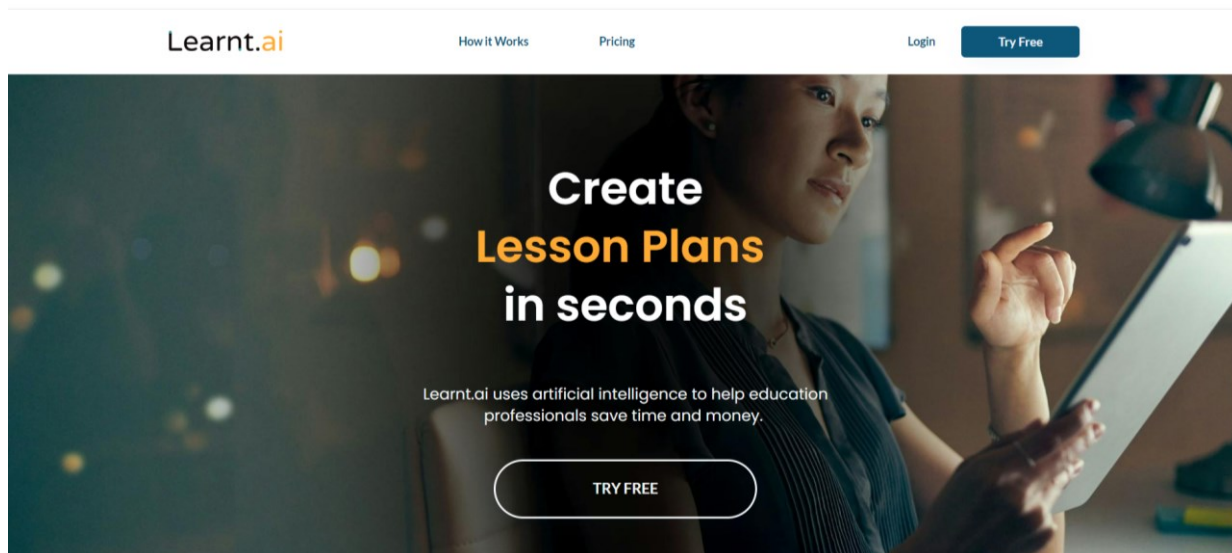 Learnt.ai
How it Works
Pricing
Login
Try Free
Create
Lesson Plans
in seconds
Learnt.ai uses artificial intelligence to help education
professionals save time and money.
TRY FREE